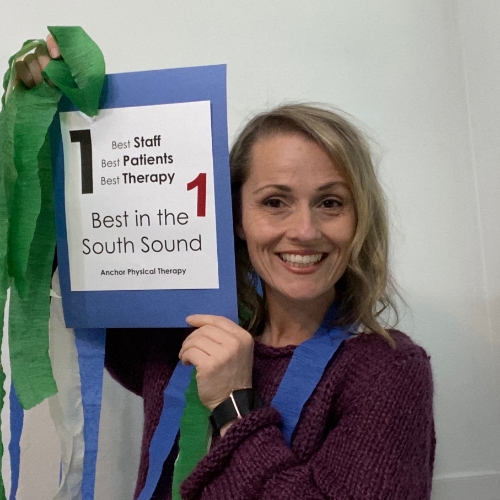 1
Best Staff
Best Patients
Best Therapy
1
Best in the
South Sound
Anchor Physical Therapy